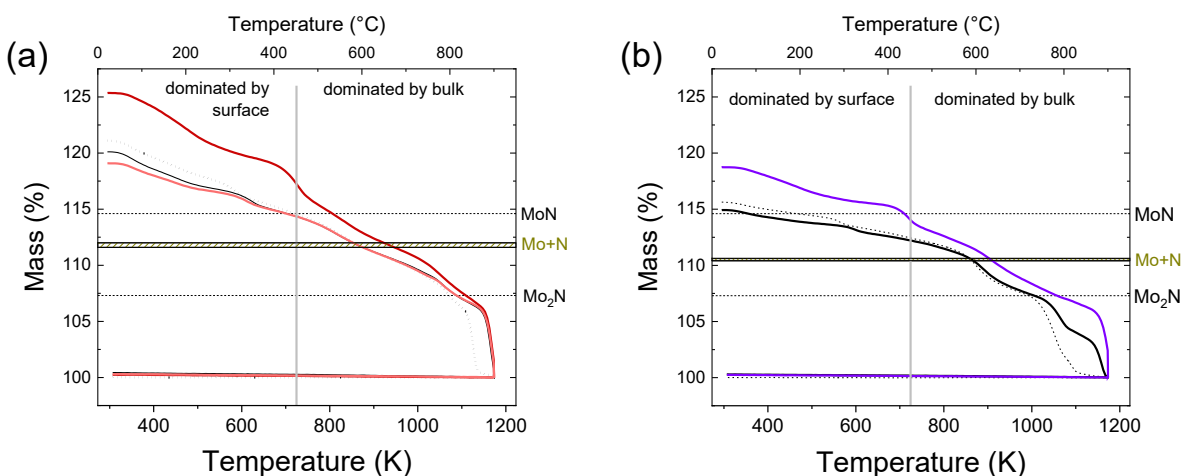 Temperature (°C)
(a)
0 200 400 600 800
dominated by
surface
dominated by bulk
125
120
115
110
105
100
Mass (%)
MoN
Mo+N
Mo₂N
400 600 800 1000 1200
Temperature (K)
Temperature (°C)
(b)
0 200 400 600 800
dominated by surface
dominated by bulk
125
120
115
110
105
100
Mass (%)
MoN
Mo+N
Mo₂N
400 600 800 1000 1200
Temperature (K)